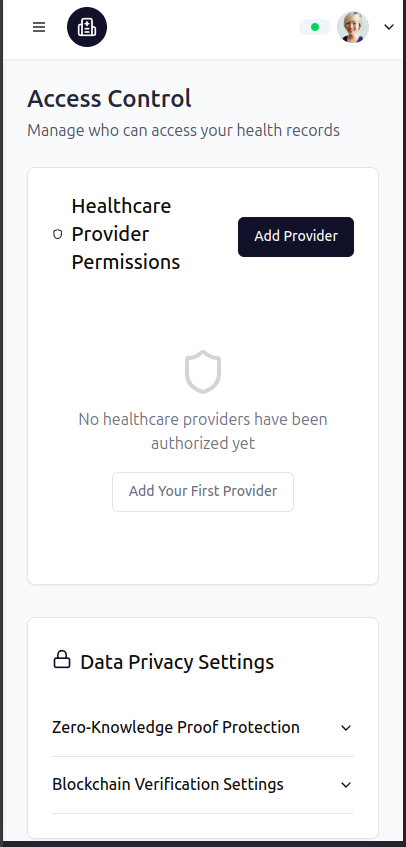 Access Control
Manage who can access your health records
Healthcare
Provider
Permissions
Add Provider
No healthcare providers have been
authorized yet
Add Your First Provider
Data Privacy Settings
Zero-Knowledge Proof Protection
Blockchain Verification Settings